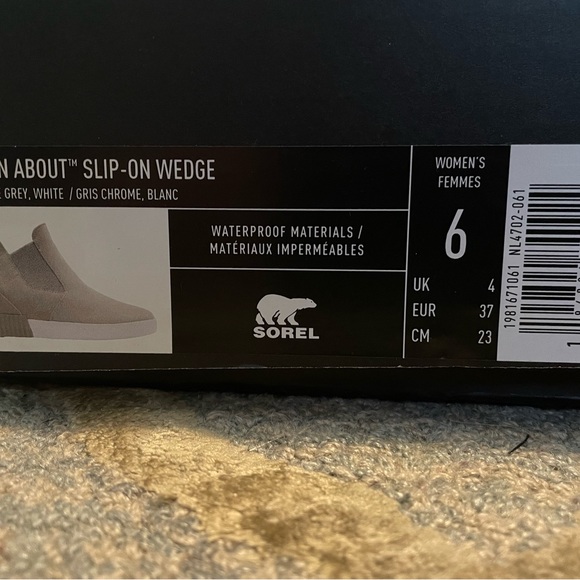 N ABOUT™ SLIP-ON WEDGE
GREY, WHITE / GRIS CHROME, BLANC
WATERPROOF MATERIALS /
MATÉRIAUX IMPERMÉABLES
SOREL
WOMEN'S
FEMMES
6
UK 4
EUR 37
CM 23
1981671061 NL4702-061
1